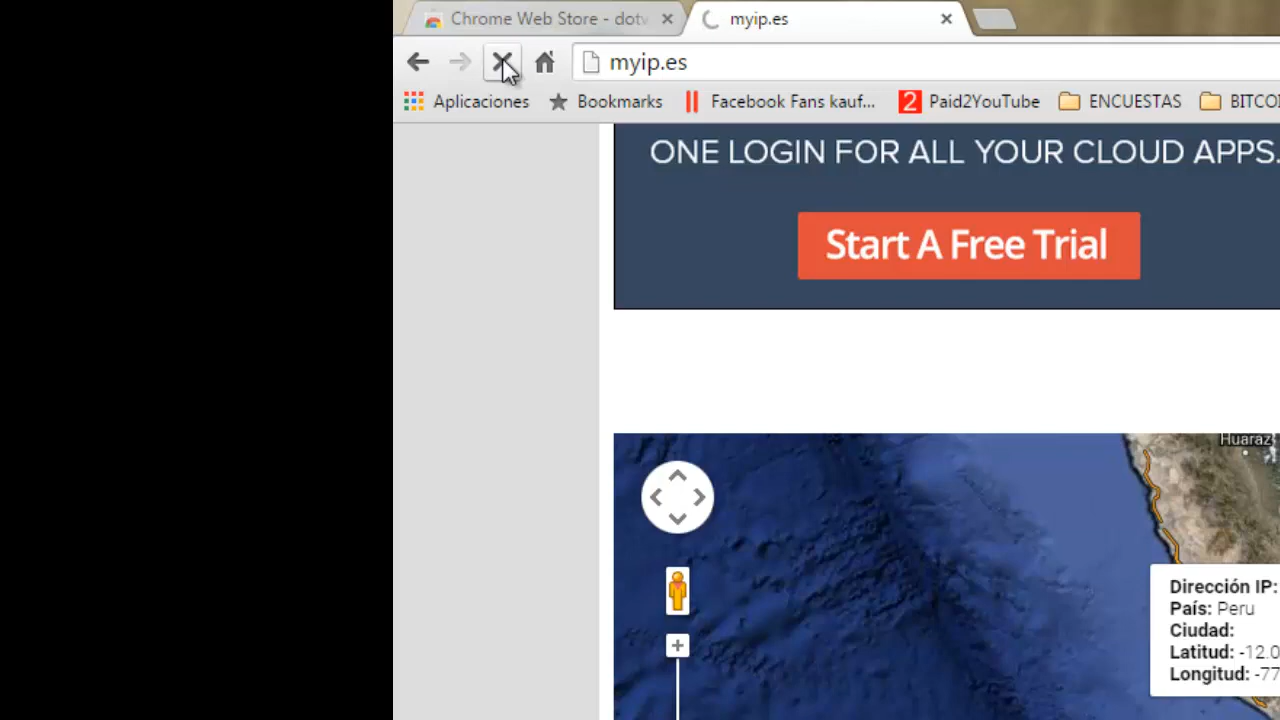 Chrome Web Store - dotv
myip.es
myip.es
Aplicaciones Bookmarks Facebook Fans kauf... 2 Paid2YouTube ENCUESTAS BITCOI
ONE LOGIN FOR ALL YOUR CLOUD APPS.
Start A Free Trial
Huaraz
Dirección IP:
País: Peru
Ciudad:
Latitud: -12.0
Longitud: -77